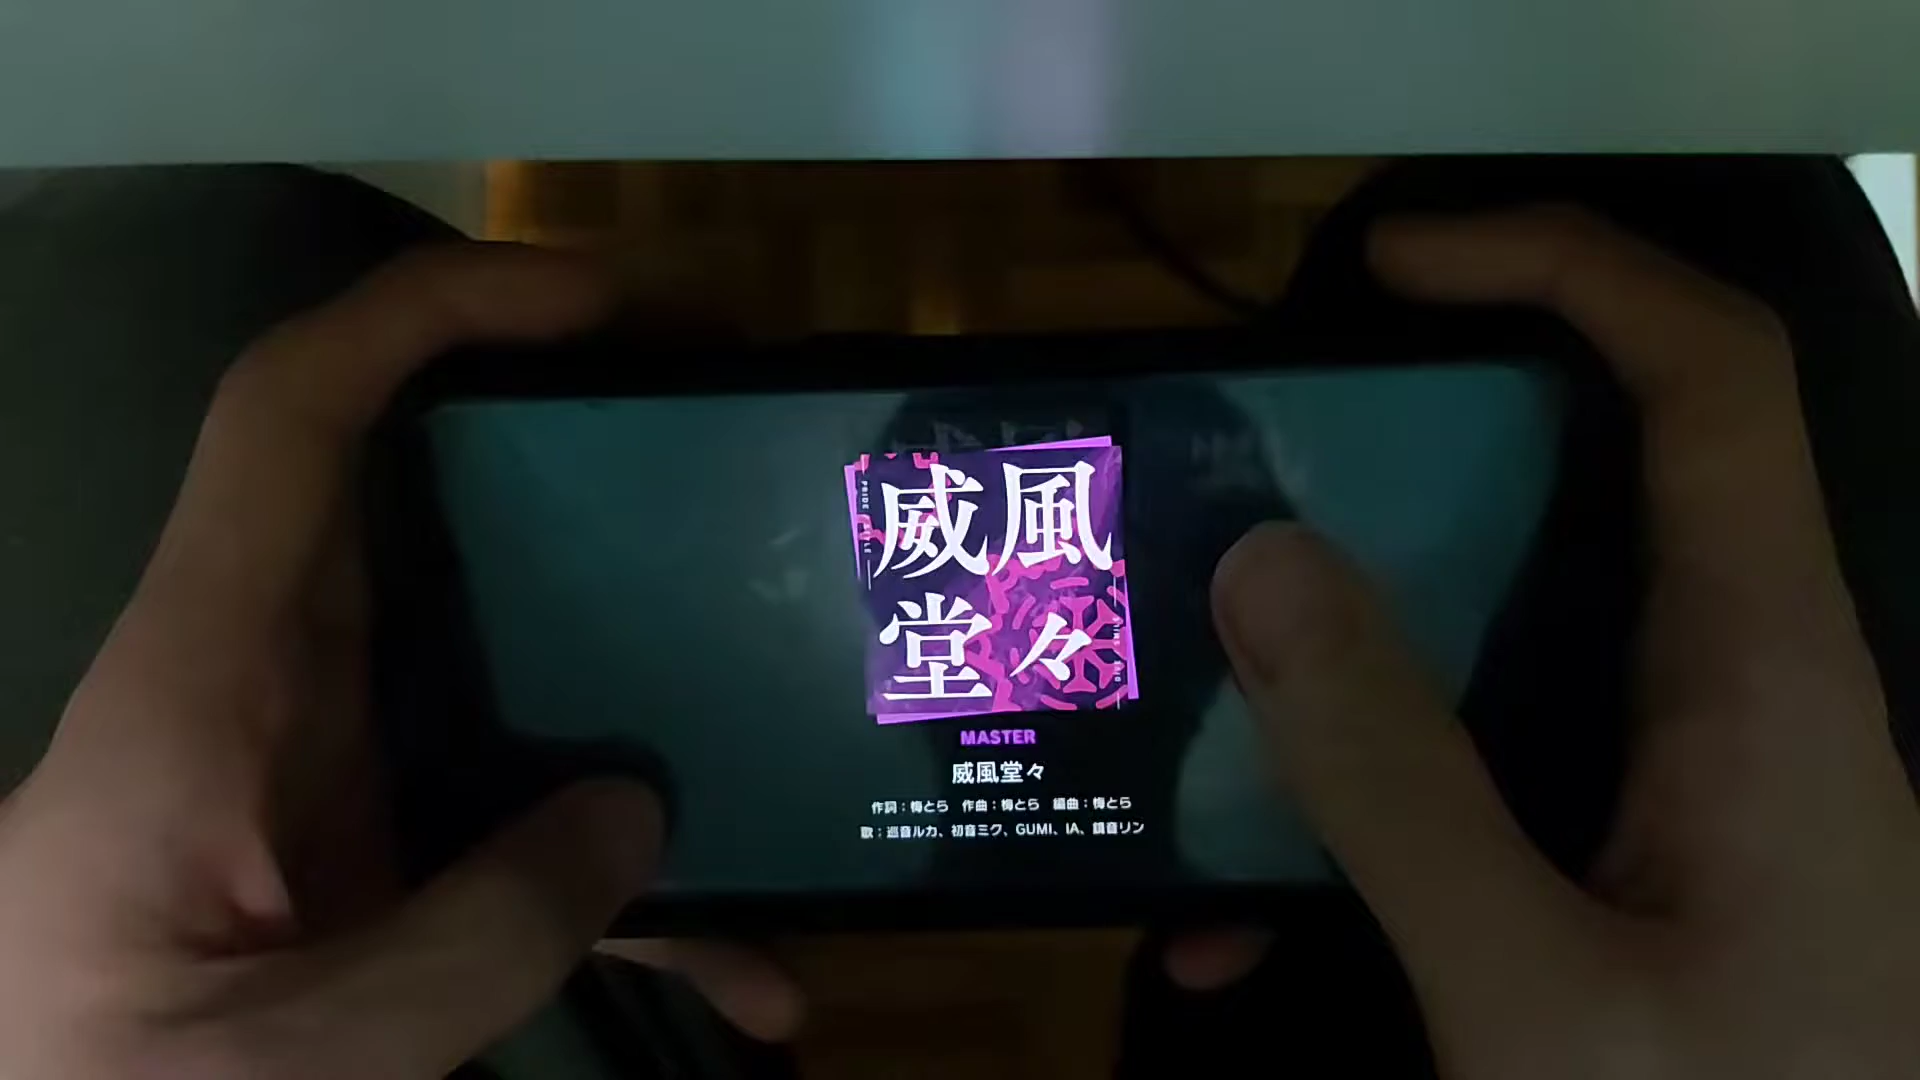 威風
堂々
MASTER
威風堂々
作詞：梅とら 作曲：梅とら 編曲：梅とら
歌：巡音ルカ、初音ミク、GUMI、IA、鏡音リン